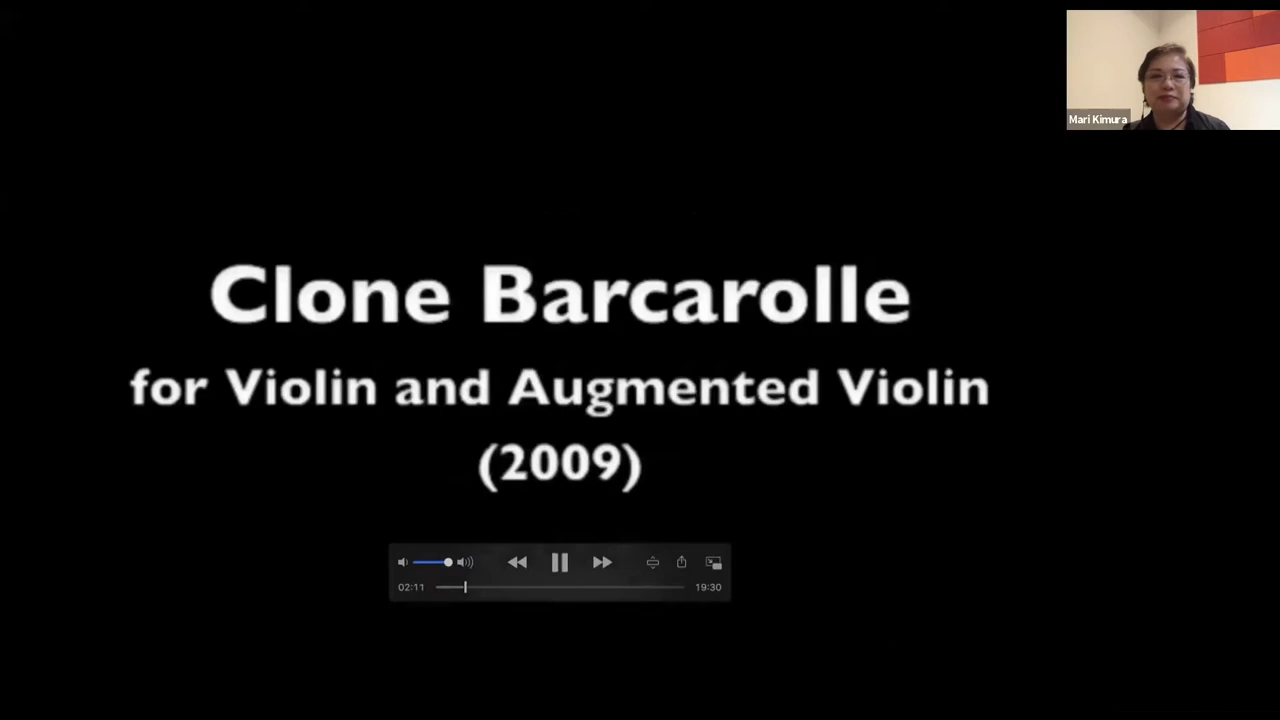 Mari Kimura
Clone Barcarolle
for Violin and Augmented Violin
(2009)
02:11
19:30